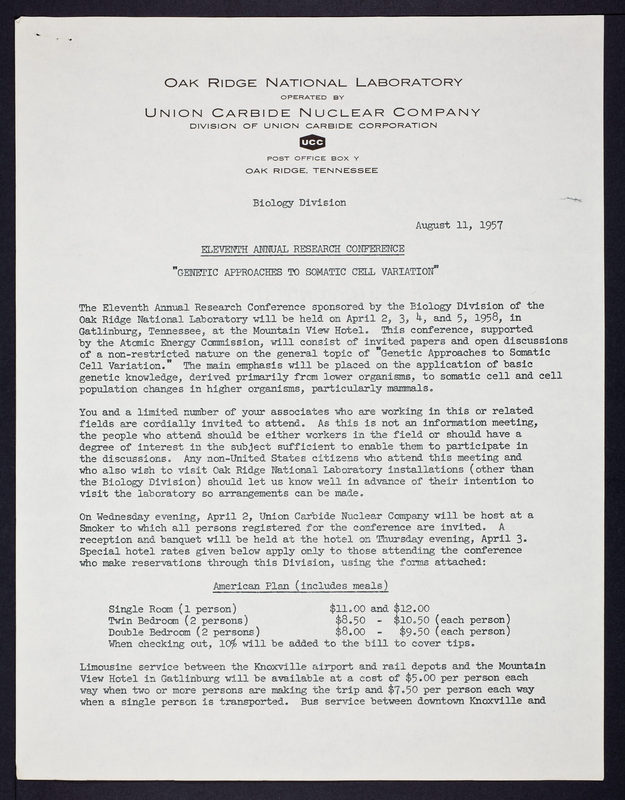 OAK RIDGE NATIONAL LABORATORY
OPERATED BY
UNION CARBIDE NUCLEAR COMPANY
DIVISION OF UNION CARBIDE CORPORATION
UCC
POST OFFICE BOX Y
OAK RIDGE, TENNESSEE
Biology Division
August 11, 1957
ELEVENTH ANNUAL RESEARCH CONFERENCE
"GENETIC APPROACHES TO SOMATIC CELL VARIATION"
The Eleventh Annual Research Conference sponsored by the Biology Division of the
Oak Ridge National Laboratory will be held on April 2, 3, 4, and 5, 1958, in
Gatlinburg, Tennessee, at the Mountain View Hotel. This conference, supported
by the Atomic Energy Commission, will consist of invited papers and open discussions
of a non-restricted nature on the general topic of "Genetic Approaches to Somatic
Cell Variation." The main emphasis will be placed on the application of basic
genetic knowledge, derived primarily from lower organisms, to somatic cell and cell
population changes in higher organisms, particularly mammals.
You and a limited number of your associates who are working in this or related
fields are cordially invited to attend. As this is not an information meeting,
the people who attend should be either workers in the field or should have a
degree of interest in the subject sufficient to enable them to participate in
the discussions. Any non-United States citizens who attend this meeting and
who also wish to visit Oak Ridge National Laboratory installations (other than
the Biology Division) should let us know well in advance of their intention to
visit the laboratory so arrangements can be made.
On Wednesday evening, April 2, Union Carbide Nuclear Company will be host at a
Smoker to which all persons registered for the conference are invited. A
reception and banquet will be held at the hotel on Thursday evening, April 3.
Special hotel rates given below apply only to those attending the conference
who make reservations through this Division, using the forms attached:
American Plan (includes meals)
Single Room (1 person) $11.00 and $12.00
Twin Bedroom (2 persons) $8.50 - $10.50 (each person)
Double Bedroom (2 persons) $8.00 - $9.50 (each person)
When checking out, 10% will be added to the bill to cover tips.
Limousine service between the Knoxville airport and rail depots and the Mountain
View Hotel in Gatlinburg will be available at a cost of $5.00 per person each
way when two or more persons are making the trip and $7.50 per person each way
when a single person is transported. Bus service between downtown Knoxville and